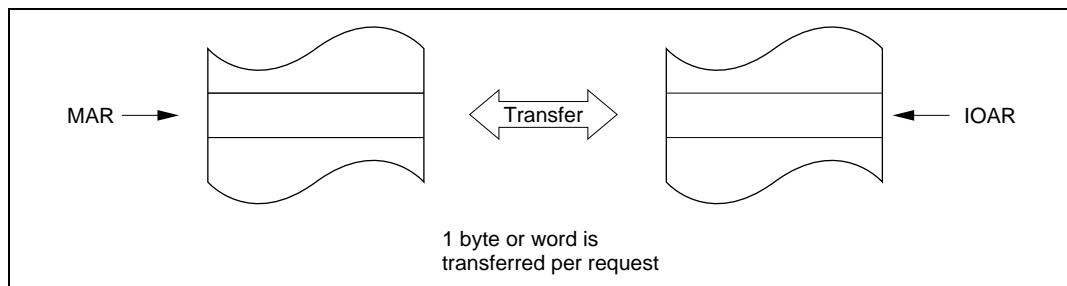 MAR
Transfer
IOAR
1 byte or word is
transferred per request